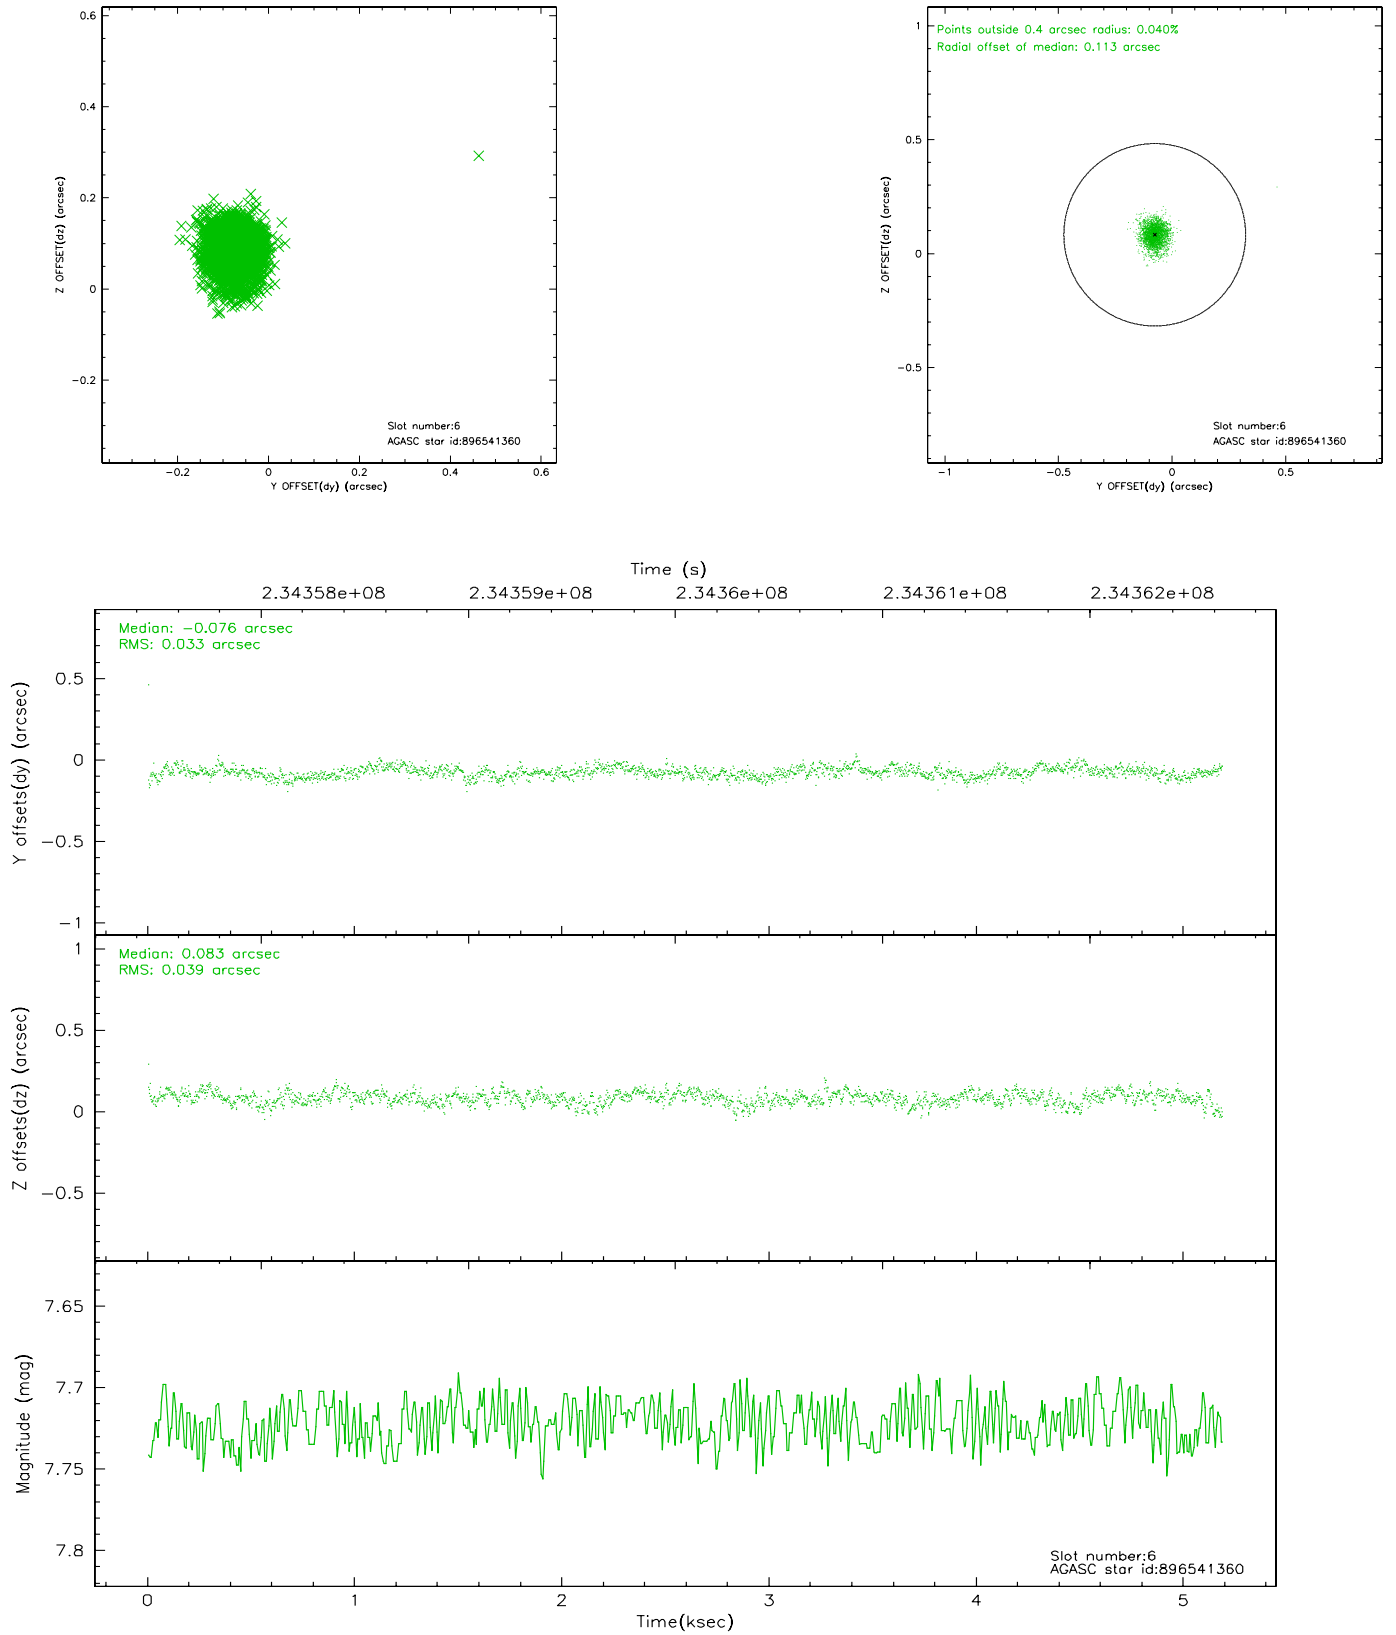 0.6
0.4
0.2
0
−0.2
Z OFFSET(dz) (arcsec)
−0.2 0 0.2 0.4 0.6
Y OFFSET(dy) (arcsec)
Slot number:6
AGASC star id:896541360
Points outside 0.4 arcsec radius: 0.040%
Radial offset of median: 0.113 arcsec
1
0.5
0
−0.5
Z OFFSET(dz) (arcsec)
Slot number:6
AGASC star id:896541360
−1 −0.5 0 0.5
Y OFFSET(dy) (arcsec)
Time (s)
2.34358e+08 2.34359e+08 2.3436e+08 2.34361e+08 2.34362e+08
Median: −0.076 arcsec
RMS: 0.033 arcsec
0.5
0
−0.5
−1
Y offsets(dy) (arcsec)
Median: 0.083 arcsec
RMS: 0.039 arcsec
1
0.5
0
−0.5
Z offsets(dz) (arcsec)
7.65
7.7
7.75
7.8
Magnitude (mag)
Slot number:6
AGASC star id:896541360
0 1 2 3 4 5
Time(ksec)